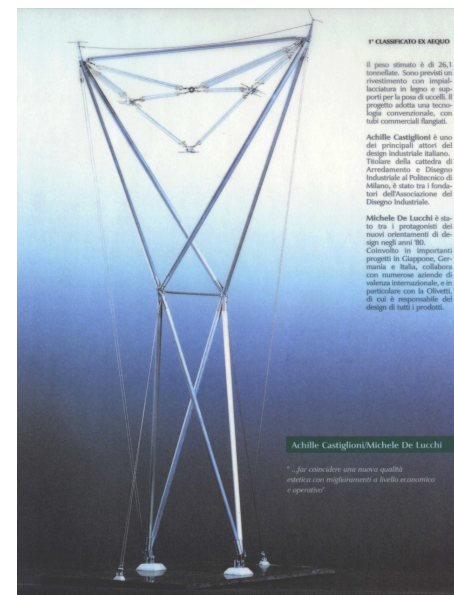 1° CLASSIFICATO EX AEQUO
Il peso stimato è di 26,1
tonnellate. Sono previsti un
rivestimento con impial-
lacciatura in legno e sup-
porti per la posa di uccelli. Il
progetto adotta una tecno-
logia convenzionale, con
tubi commerciali flangiati.
Achille Castiglioni è uno
dei principali attori del
design industriale italiano.
Titolare della cattedra di
Arredamento e Disegno
Industriale al Politecnico di
Milano, è stato tra i fonda-
tori dell'Associazione del
Disegno Industriale.
Michele De Lucchi è sta-
to tra i protagonisti dei
nuovi orientamenti di de-
sign negli anni '80.
Coinvolto in importanti
progetti in Giappone, Ger-
mania e Italia, collabora
con numerose aziende di
valenza internazionale, e in
particolare con la Olivetti,
di cui è responsabile del
design di tutti i prodotti.
Achille Castiglioni/Michele De Lucchi
"...far coincidere una nuova qualità
estetica con miglioramenti a livello economico
e operativo"